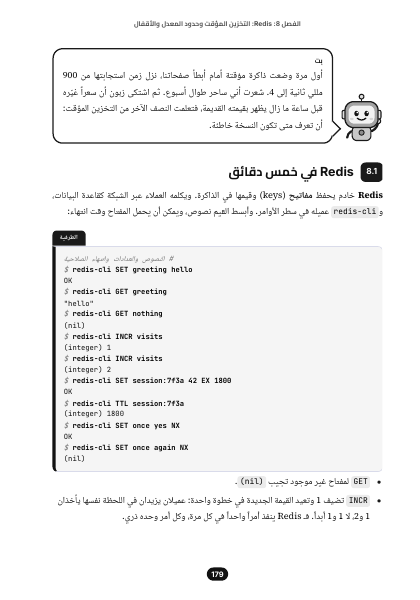 الفصل 8: Redis: التخزين المؤقت وحدود المعدل والأقفال
بت
أول مرة وضعت ذاكرة مؤقتة أمام أبطأ صفحاتنا، نزل زمن استجابتها من 900
مللي ثانية إلى 4. شعرت أني ساحر طوال أسبوع. ثم اشتكى زبون أن سعراً غيّره
قبل ساعة ما زال يظهر بقيمته القديمة، فتعلمت النصف الآخر من التخزين المؤقت:
أن تعرف متى تكون النسخة خاطئة.
8.1 Redis في خمس دقائق
Redis خادم يحفظ مفاتيح (keys) وقيمها في الذاكرة. ويكلمه العملاء عبر الشبكة كقاعدة البيانات،
وredis-cli عميله في سطر الأوامر. وأبسط القيم نصوص، ويمكن أن يحمل المفتاح وقت انتهاء:
الطرفية
# النصوص والعدادات وانتهاء الصلاحية
$ redis-cli SET greeting hello
OK
$ redis-cli GET greeting
"hello"
$ redis-cli GET nothing
(nil)
$ redis-cli INCR visits
(integer) 1
$ redis-cli INCR visits
(integer) 2
$ redis-cli SET session:7f3a 42 EX 1800
OK
$ redis-cli TTL session:7f3a
(integer) 1800
$ redis-cli SET once yes NX
OK
$ redis-cli SET once again NX
(nil)
• GET لمفتاح غير موجود تجيب (nil).
• INCR تضيف 1 وتعيد القيمة الجديدة في خطوة واحدة: عميلان يزيدان في اللحظة نفسها يأخذان
1 و2، لا 1 و1 أبداً. فـ Redis ينفذ أمراً واحداً في كل مرة، وكل أمر وحده ذري.
179